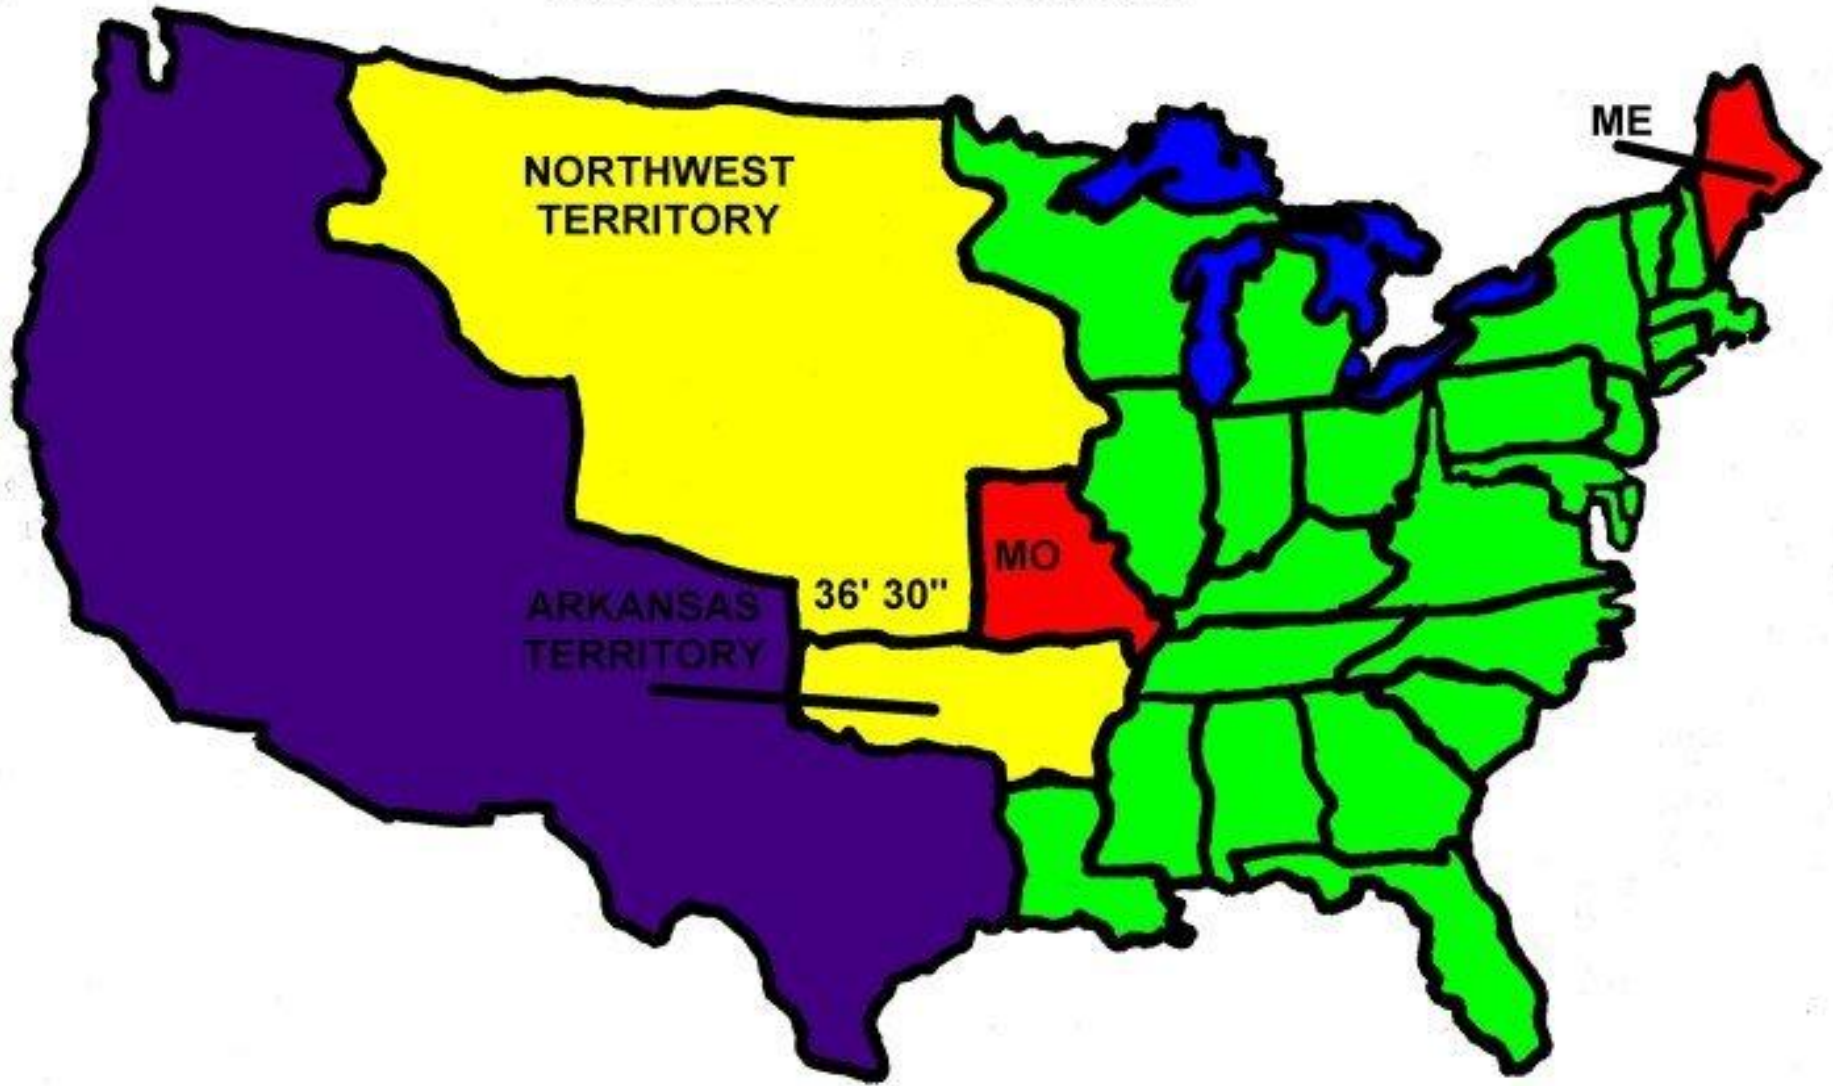 ME
NORTHWEST
TERRITORY
MO
36' 30"
ARKANSAS
TERRITORY